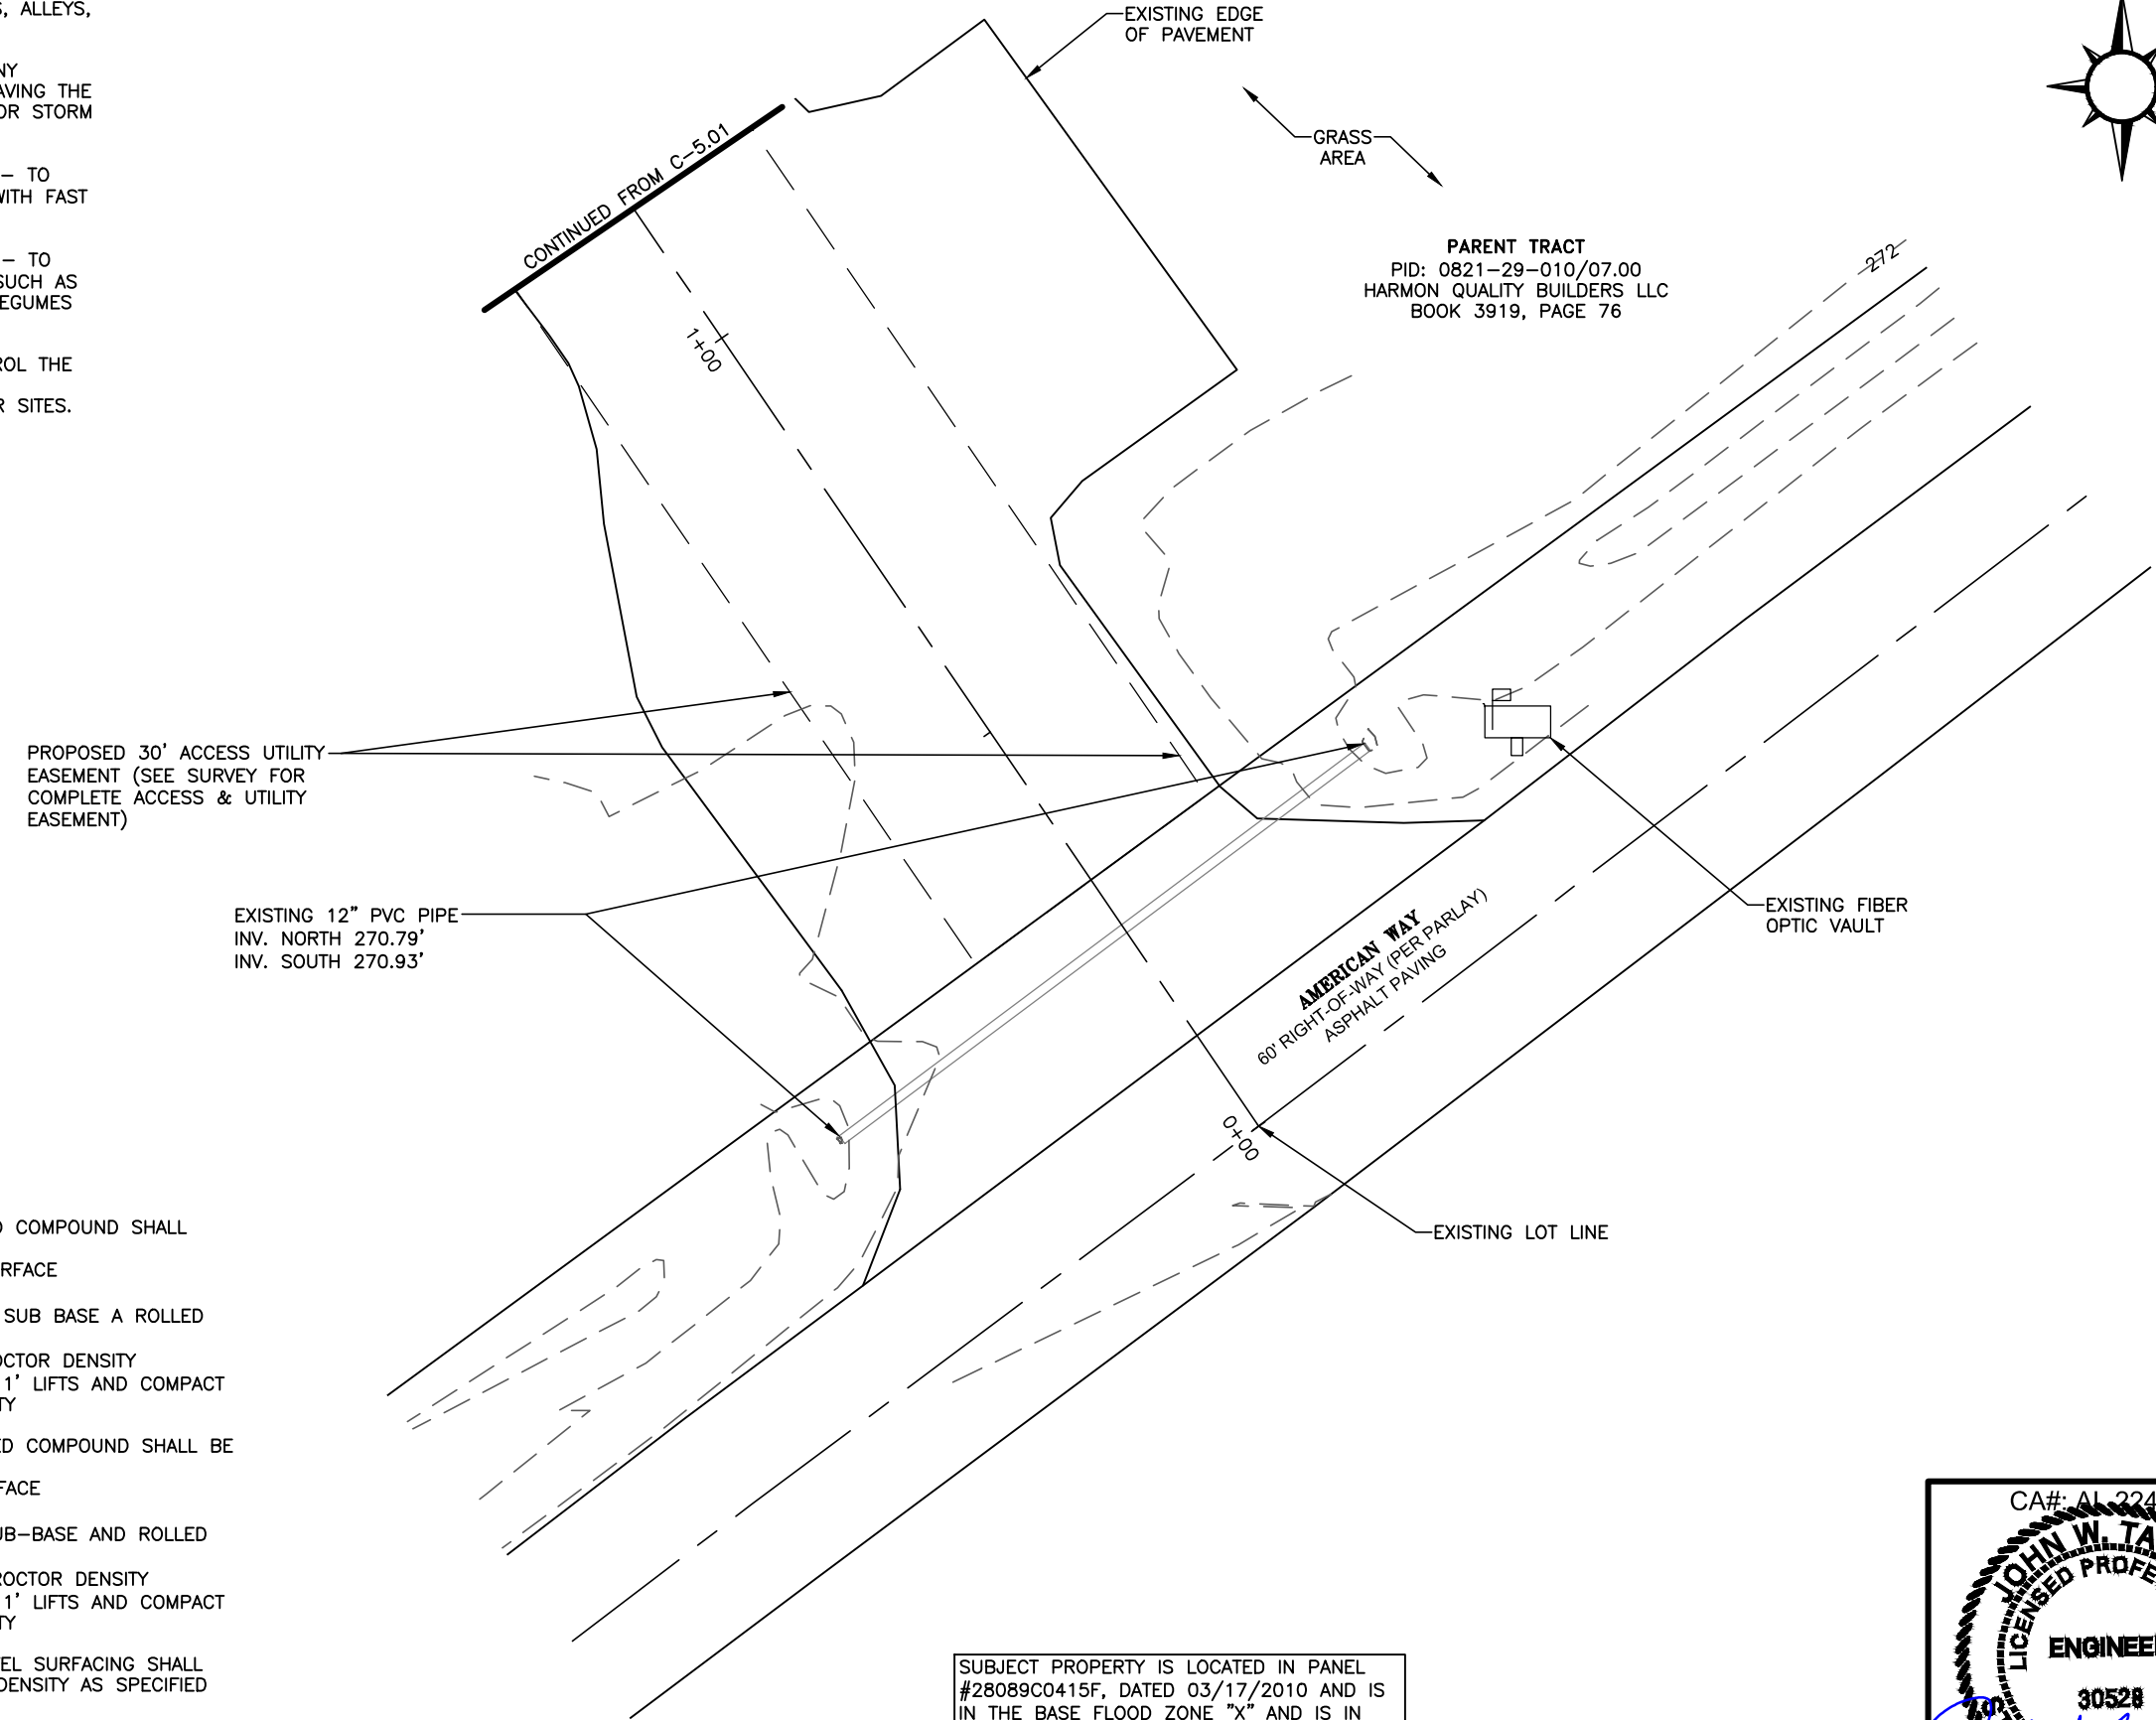 , ALLEYS,
AVING THE
OR STORM
– TO
WITH FAST
– TO
SUCH AS
EGUMES
ROL THE
R SITES.
EXISTING EDGE
OF PAVEMENT
GRASS
AREA
CONTINUED FROM C–5.01
PARENT TRACT
PID: 0821–29–010/07.00
HARMON QUALITY BUILDERS LLC
BOOK 3919, PAGE 76
272
1+00
PROPOSED 30' ACCESS UTILITY
EASEMENT (SEE SURVEY FOR
COMPLETE ACCESS & UTILITY
EASEMENT)
EXISTING 12" PVC PIPE
INV. NORTH 270.79'
INV. SOUTH 270.93'
EXISTING FIBER
OPTIC VAULT
AMERICAN WAY
60' RIGHT-OF-WAY (PER PARLAY)
ASPHALT PAVING
0+00
EXISTING LOT LINE
COMPOUND SHALL
RFACE
SUB BASE A ROLLED
OCTOR DENSITY
1' LIFTS AND COMPACT
TY
ED COMPOUND SHALL BE
FACE
UB–BASE AND ROLLED
ROCTOR DENSITY
1' LIFTS AND COMPACT
TY
EL SURFACING SHALL
DENSITY AS SPECIFIED
SUBJECT PROPERTY IS LOCATED IN PANEL
#28089C0415F, DATED 03/17/2010 AND IS
IN THE BASE FLOOD ZONE "X" AND IS IN
CA#: AL 224
JOHN W. TA
LICENSED PROFE
ENGINEE
30528